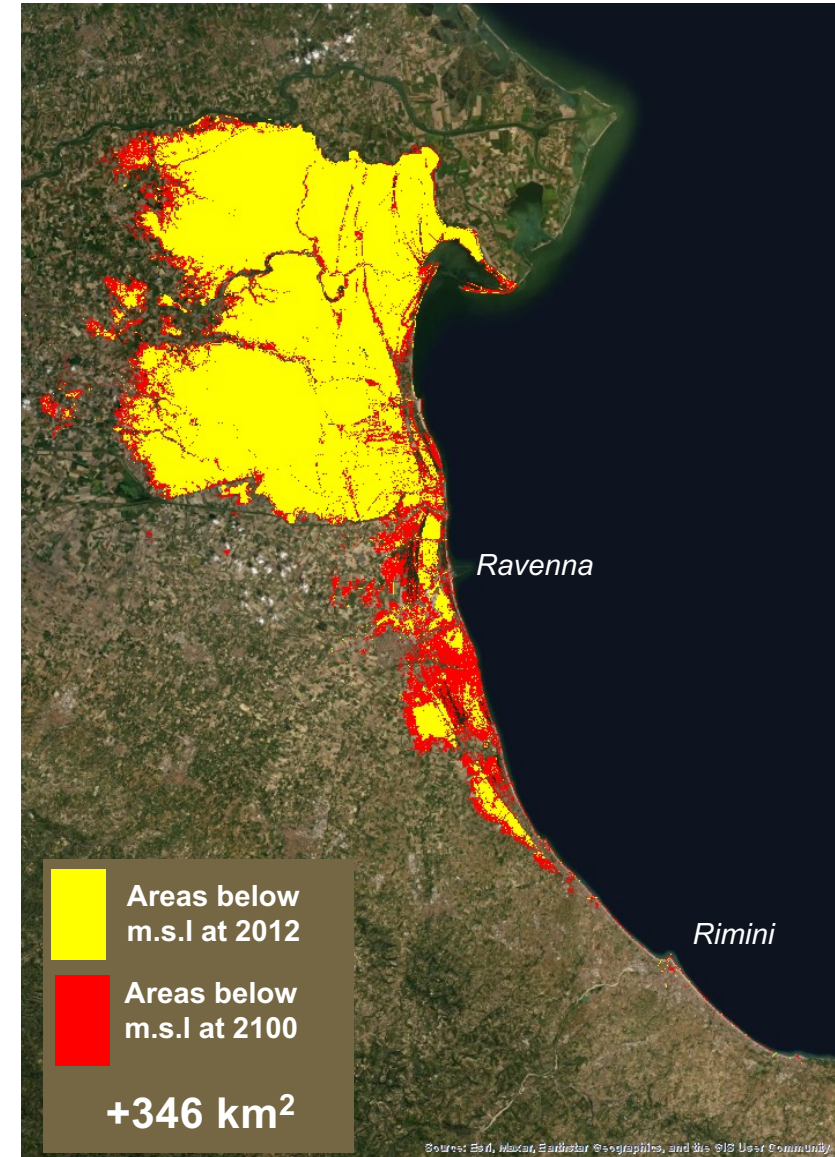 Ravenna
Rimini
Areas below
m.s.l at 2012
Areas below
m.s.l at 2100
+346 km²
Source: Esri, Maxar, Earthstar Geographics, and the GIS User Community